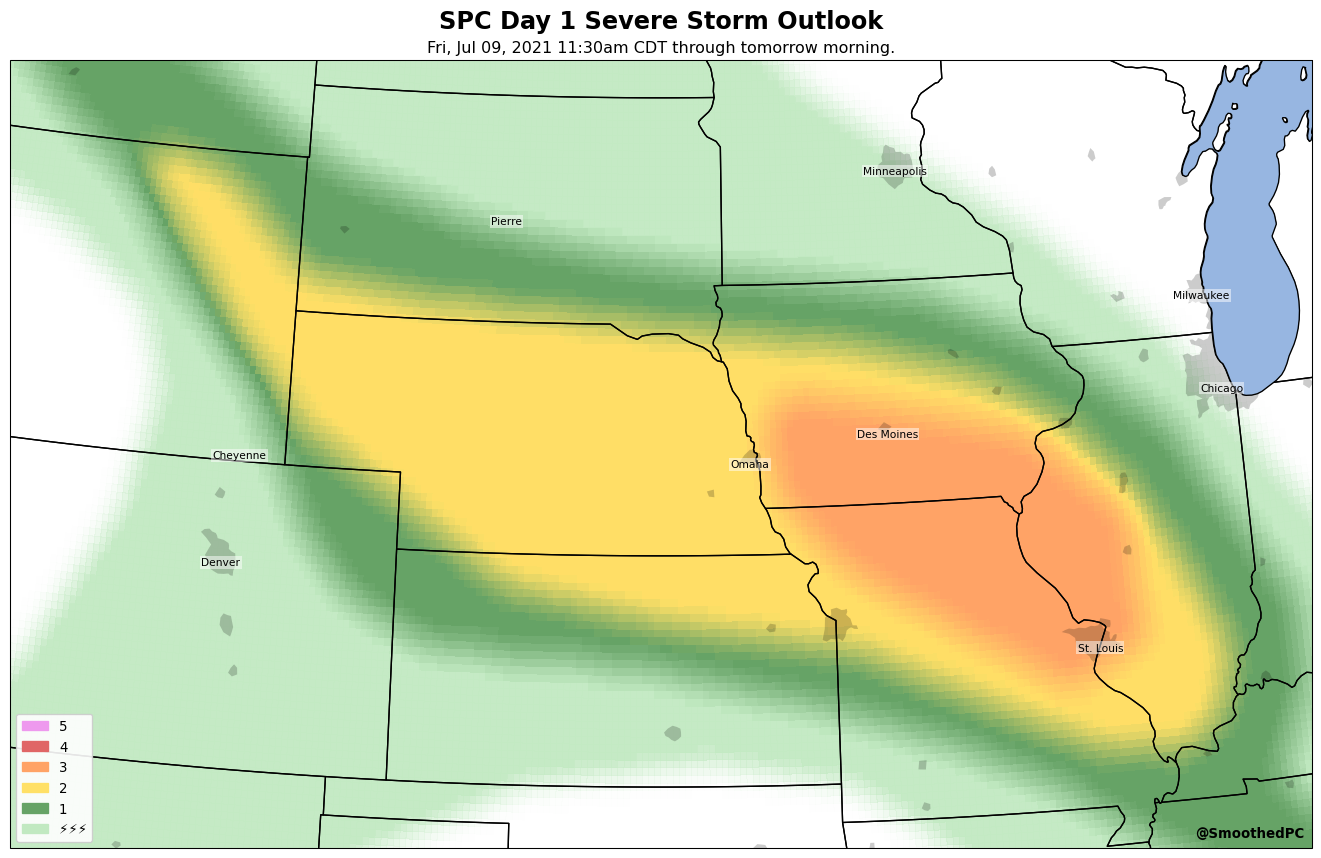 SPC Day 1 Severe Storm Outlook
Fri, Jul 09, 2021 11:30am CDT through tomorrow morning.
Minneapolis
Pierre
Milwaukee
Chicago
Des Moines
Cheyenne
Omaha
Denver
St. Louis
5
4
3
2
1
⚡⚡⚡
@SmoothedPC